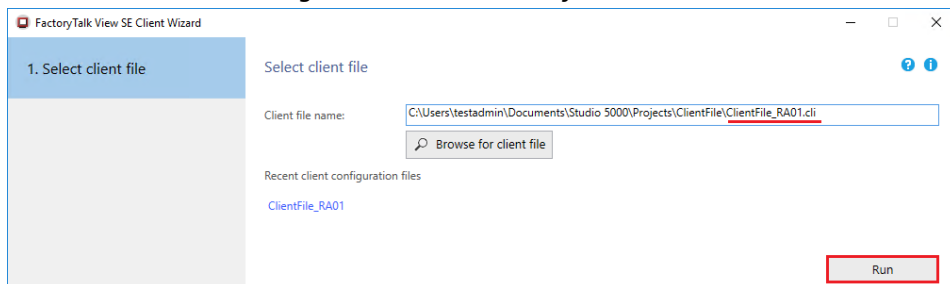 FactoryTalk View SE Client Wizard
1. Select client file
Select client file
Client file name:
C:\Users\testadmin\Documents\Studio 5000\Projects\ClientFile\ClientFile_RA01.cli
Browse for client file
Recent client configuration files
ClientFile_RA01
Run